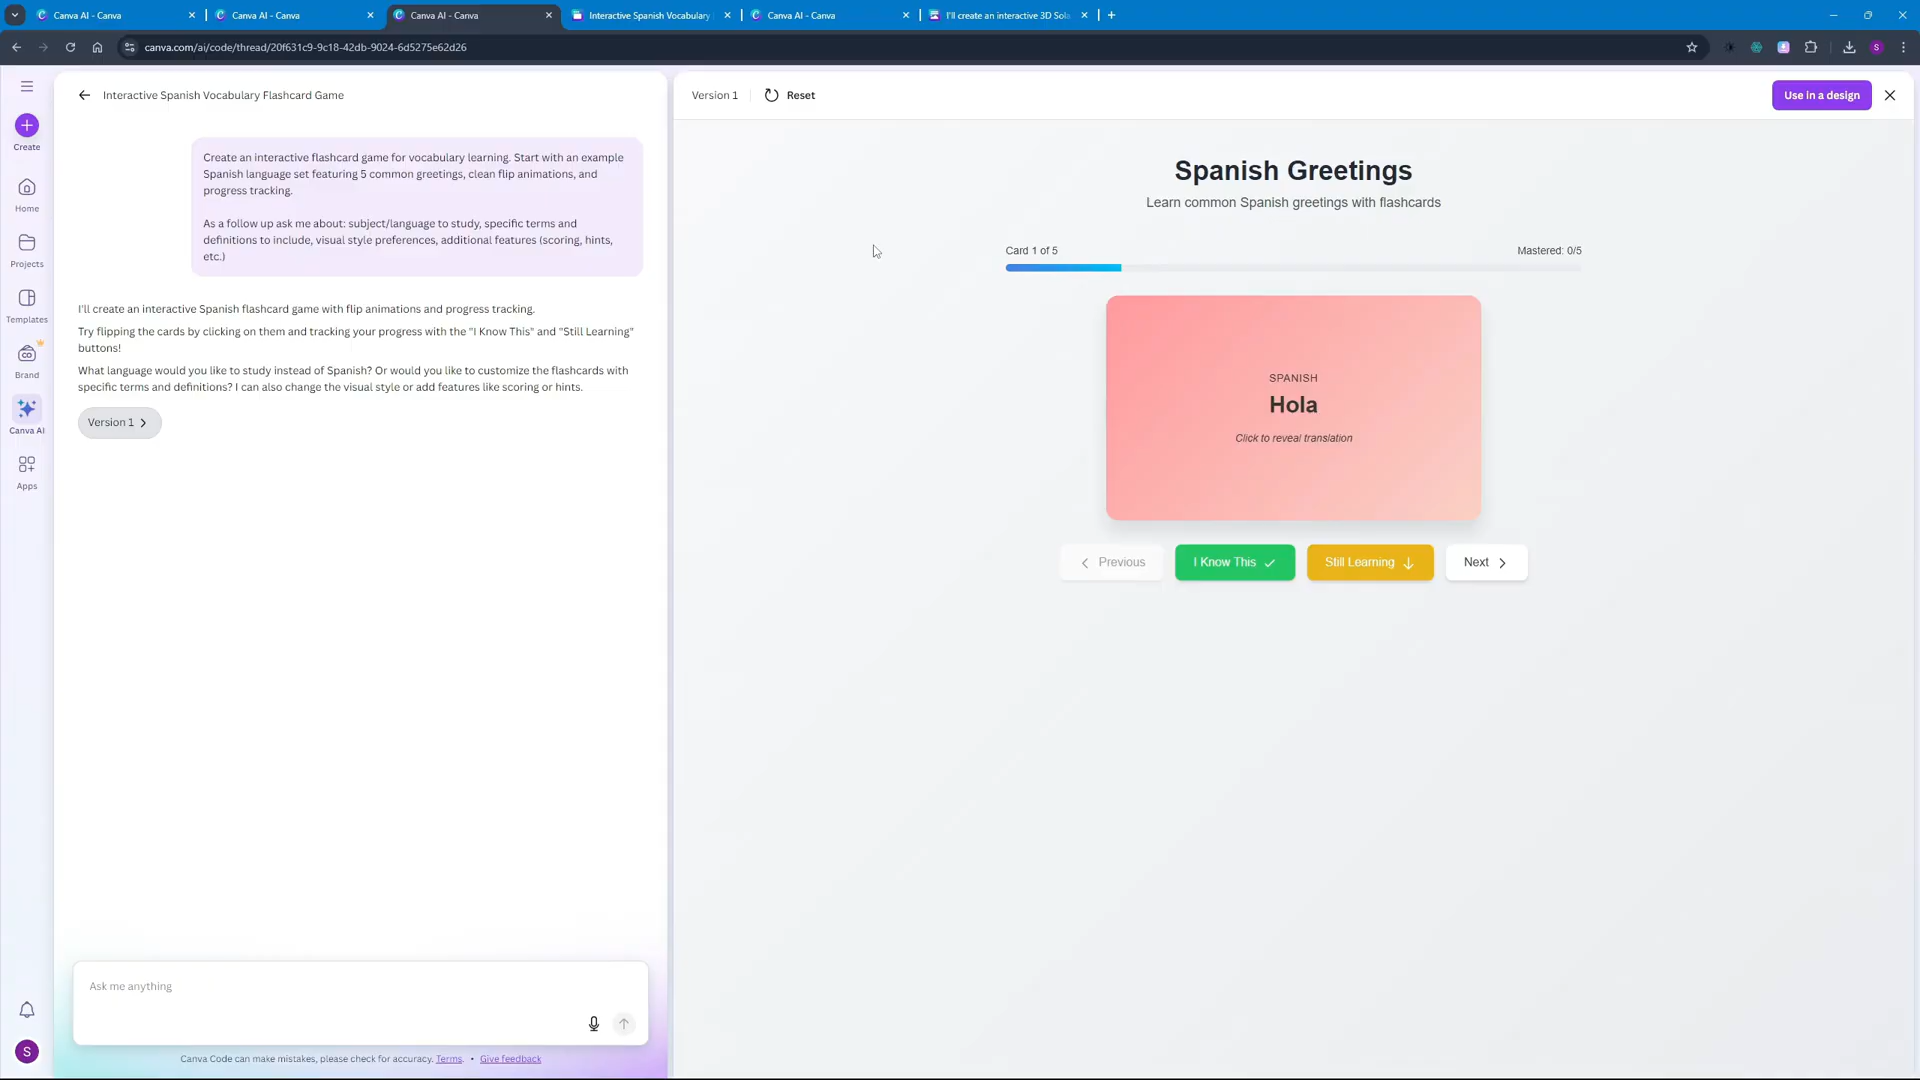 Canva AI - Canva
Canva AI - Canva
Canva AI - Canva
Interactive Spanish Vocabulary
Canva AI - Canva
I'll create an interactive 3D Sola
canva.com/ai/code/thread/20f631c9-9c18-42db-9024-6d5275e62d26
S
Create
Home
Projects
Templates
Brand
Canva AI
Apps
S
Interactive Spanish Vocabulary Flashcard Game
Create an interactive flashcard game for vocabulary learning. Start with an example
Spanish language set featuring 5 common greetings, clean flip animations, and
progress tracking.
As a follow up ask me about: subject/language to study, specific terms and
definitions to include, visual style preferences, additional features (scoring, hints,
etc.)
I'll create an interactive Spanish flashcard game with flip animations and progress tracking.
Try flipping the cards by clicking on them and tracking your progress with the "I Know This" and "Still Learning"
buttons!
What language would you like to study instead of Spanish? Or would you like to customize the flashcards with
specific terms and definitions? I can also change the visual style or add features like scoring or hints.
Version 1
Ask me anything
Canva Code can make mistakes, please check for accuracy. Terms. • Give feedback
Version 1
Reset
Use in a design
Spanish Greetings
Learn common Spanish greetings with flashcards
Card 1 of 5
Mastered: 0/5
SPANISH
Hola
Click to reveal translation
Previous
I Know This
Still Learning
Next